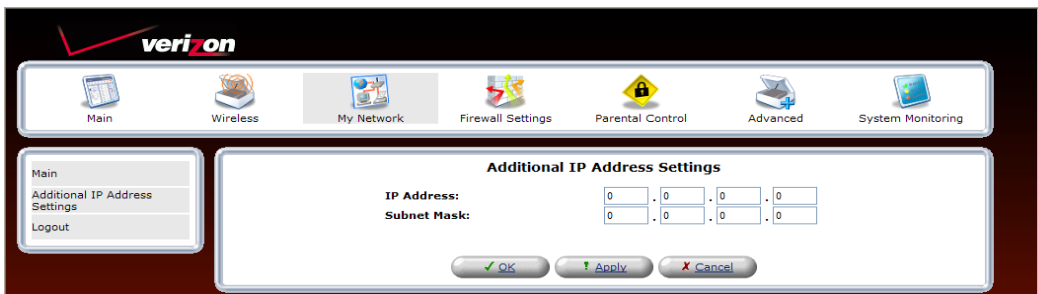 verizon
Main Wireless My Network Firewall Settings Parental Control Advanced System Monitoring
Main
Additional IP Address
Settings
Logout
Additional IP Address Settings
IP Address: 0 . 0 . 0 . 0
Subnet Mask: 0 . 0 . 0 . 0
OK Apply Cancel